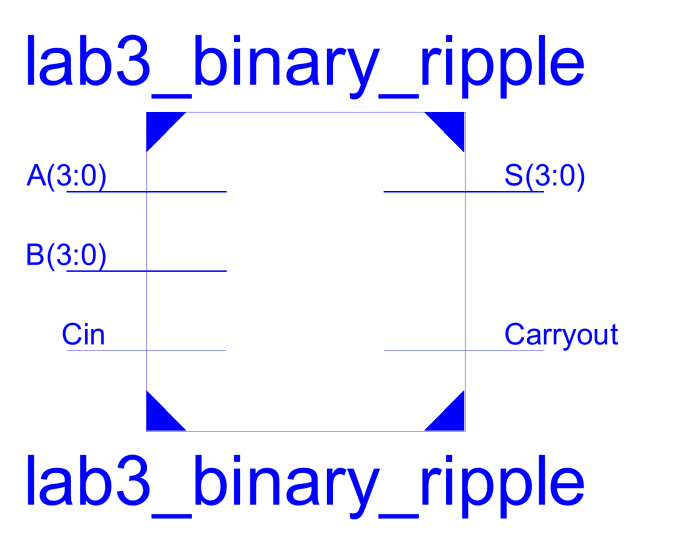 lab3_binary_ripple
A(3:0)
S(3:0)
B(3:0)
Cin
Carryout
lab3_binary_ripple